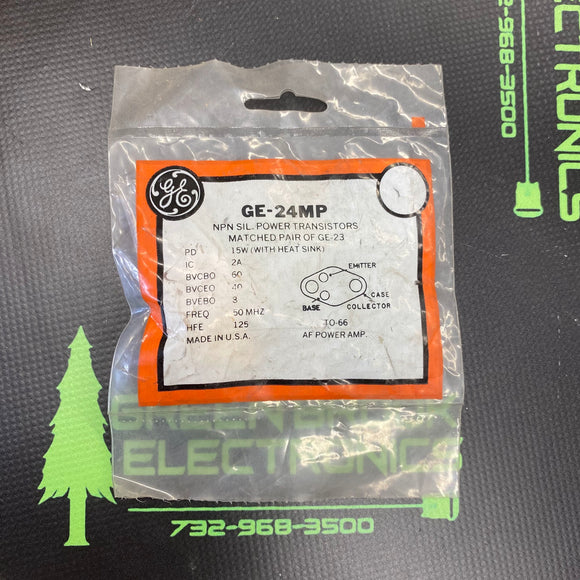 GE
GE-24MP
NPN SIL. POWER TRANSISTORS
MATCHED PAIR OF GE-23
PD 15W (WITH HEAT SINK)
IC 2A
BVCBO 60
BVCEO 40
BVEBO 3
FREQ 50 MHZ
HFE 125
MADE IN U.S.A.
EMITTER
BASE
CASE
COLLECTOR
TO-66
AF POWER AMP.
ELECTRONICS
732-968-3500
732-968-3500